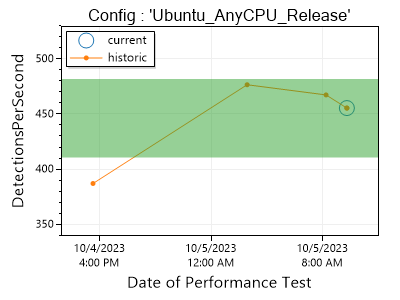 Config : 'Ubuntu_AnyCPU_Release'
current
historic
DetectionsPerSecond
500
450
400
350
10/4/2023
4:00 PM
10/5/2023
12:00 AM
10/5/2023
8:00 AM
Date of Performance Test